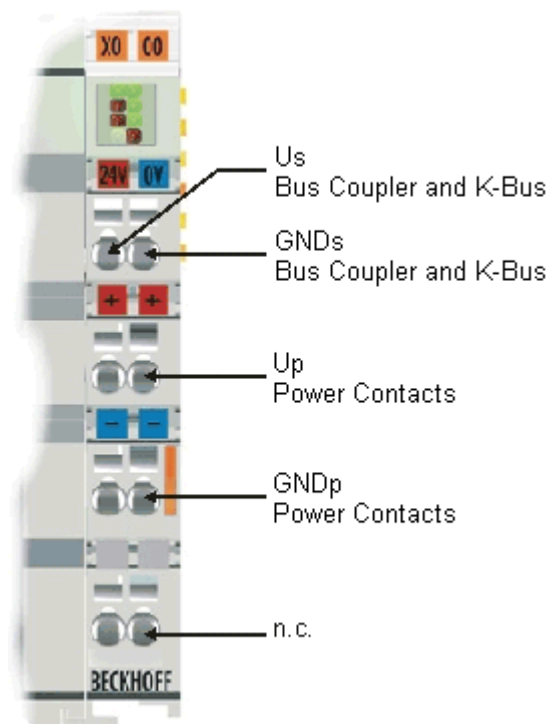 X0 C0
24V 0V
Us
Bus Coupler and K-Bus
GNDs
Bus Coupler and K-Bus
+ +
Up
Power Contacts
- -
GNDp
Power Contacts
n.c.
BECKHOFF